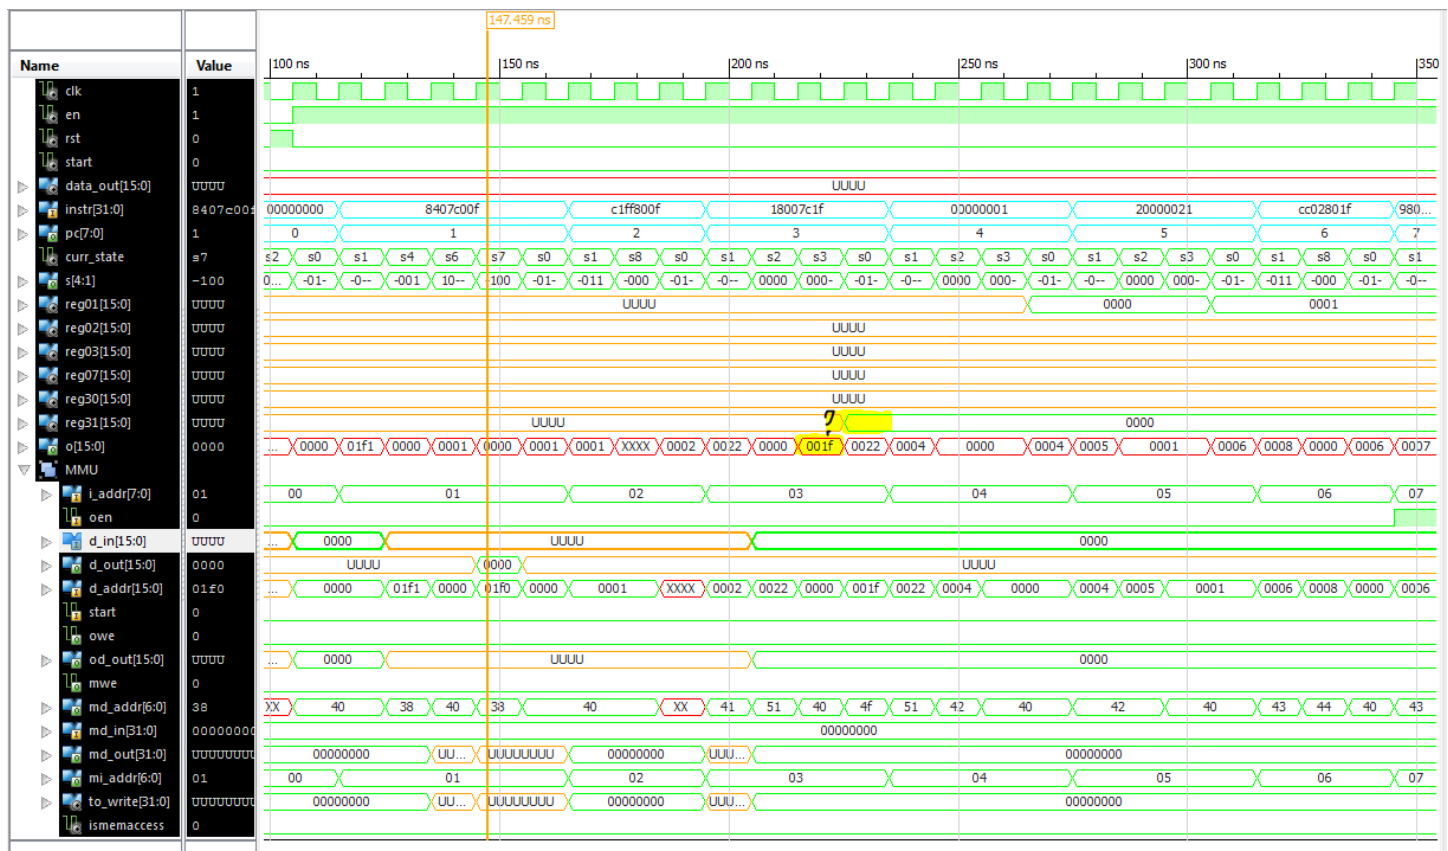 147.459 ns
Name Value 100 ns 150 ns 200 ns 250 ns 300 ns 350
clk 1
en 1
rst 0
start 0
data_out[15:0] UUUU UUUU
instr[31:0] 8407c00f 00000000 8407c00f c1ff800f 18007c1f 00000001 20000021 cc02801f 980...
pc[7:0] 1 0 1 2 3 4 5 6 7
curr_state s7 s2 s0 s1 s4 s6 s7 s0 s1 s8 s0 s1 s2 s3 s0 s1 s2 s3 s0 s1 s2 s3 s0 s1 s8 s0 s1
s[4:1] -100 0... -01- -0-- -001 10-- -100 -01- -011 -000 -01- -0-- 0000 000- -01- -0-- 0000 000- -01- -0-- 0000 000- -01- -011 -000 -01- -0--
reg01[15:0] UUUU UUUU 0000 0001
reg02[15:0] UUUU UUUU
reg03[15:0] UUUU UUUU
reg07[15:0] UUUU UUUU
reg30[15:0] UUUU UUUU
reg31[15:0] UUUU UUUU 0000
o[15:0] 0000 ... 0000 01f1 0000 0001 0000 0001 0001 XXXX 0002 0022 0000 001f 0022 0004 0000 0004 0005 0001 0006 0008 0000 0006 0007
MMU
i_addr[7:0] 01 00 01 02 03 04 05 06 07
oen 0
d_in[15:0] UUUU ... 0000 UUUU 0000
d_out[15:0] 0000 UUUU 0000 UUUU
d_addr[15:0] 01f0 ... 0000 01f1 0000 01f0 0000 0001 XXXX 0002 0022 0000 001f 0022 0004 0000 0004 0005 0001 0006 0008 0000 0006
start 0
owe 0
od_out[15:0] UUUU ... 0000 UUUU 0000
mwe 0
md_addr[6:0] 38 XX 40 38 40 38 40 XX 41 51 40 4f 51 42 40 42 40 43 44 40 43
md_in[31:0] 00000000 00000000
md_out[31:0] UUUUUUUU 00000000 UU... UUUUUUUU 00000000 UUU... 00000000
mi_addr[6:0] 01 00 01 02 03 04 05 06 07
to_write[31:0] UUUUUUUU 00000000 UU... UUUUUUUU 00000000 UUU... 00000000
ismemaccess 0